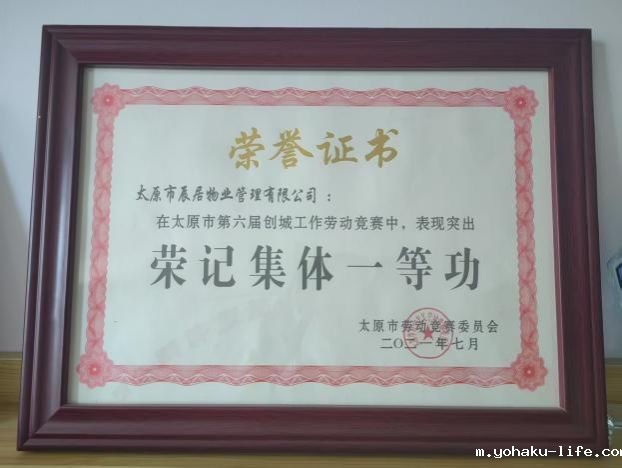 荣誉证书
太原市辰居物业管理有限公司：
在太原市第六届创城工作劳动竞赛中，表现突出
荣记集体一等功
太原市劳动竞赛委员会
二〇二一年七月
m.yohaku-life.com